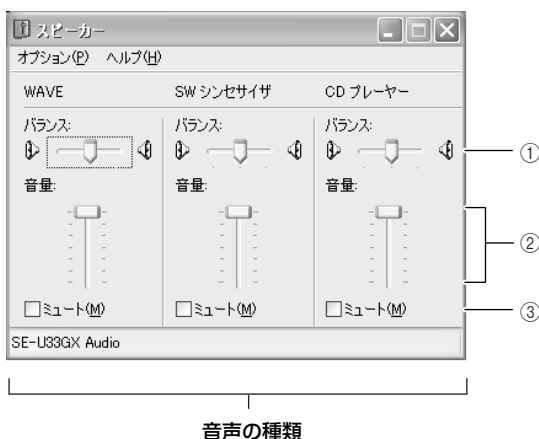 スピーカー
オプション(P) ヘルプ(H)
WAVE SW シンセサイザ CD プレーヤー
バランス: バランス: バランス:
①
音量: 音量: 音量:
②
ミュート(M) ミュート(M) ミュート(M)
③
SE-U33GX Audio
音声の種類